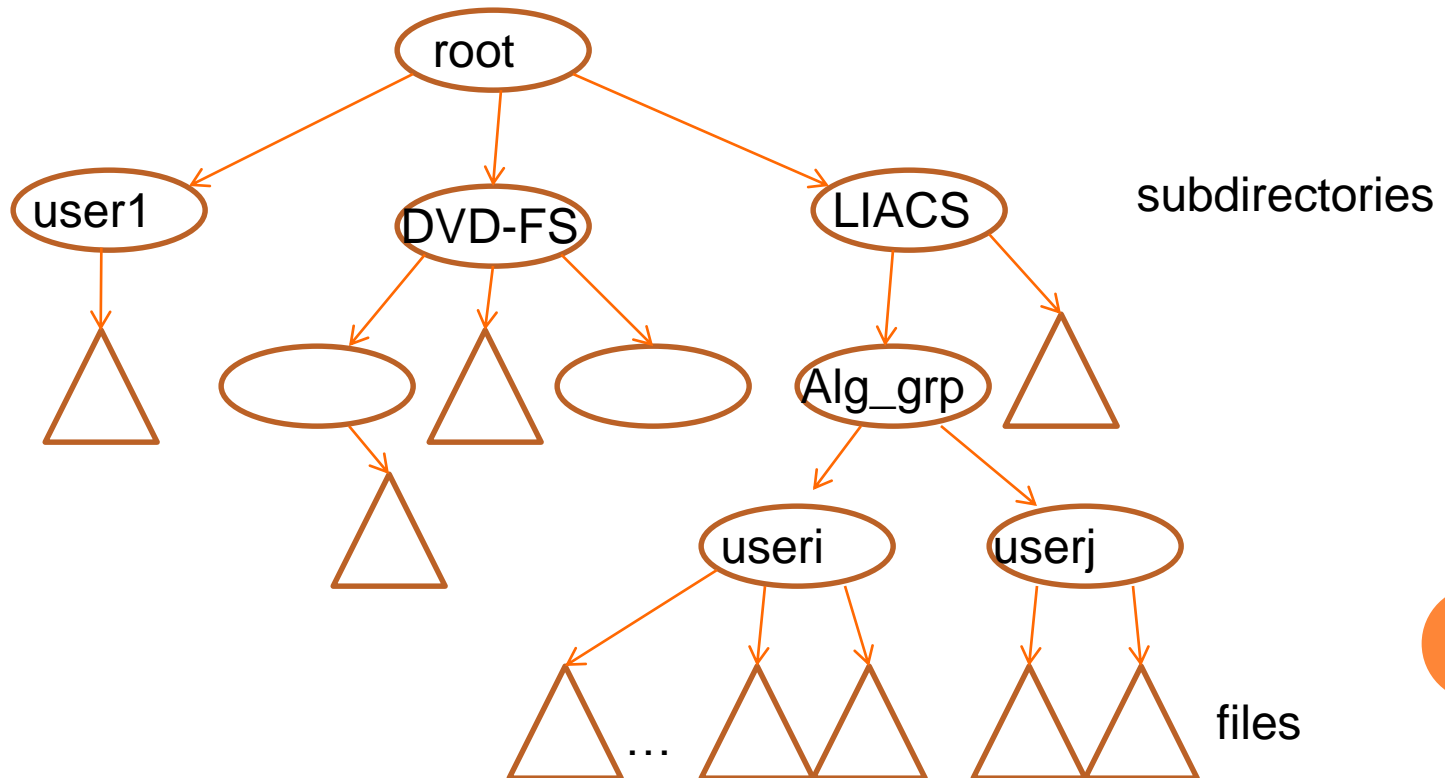 root
user1
DVD-FS
LIACS
subdirectories
Alg_grp
useri
userj
...
files